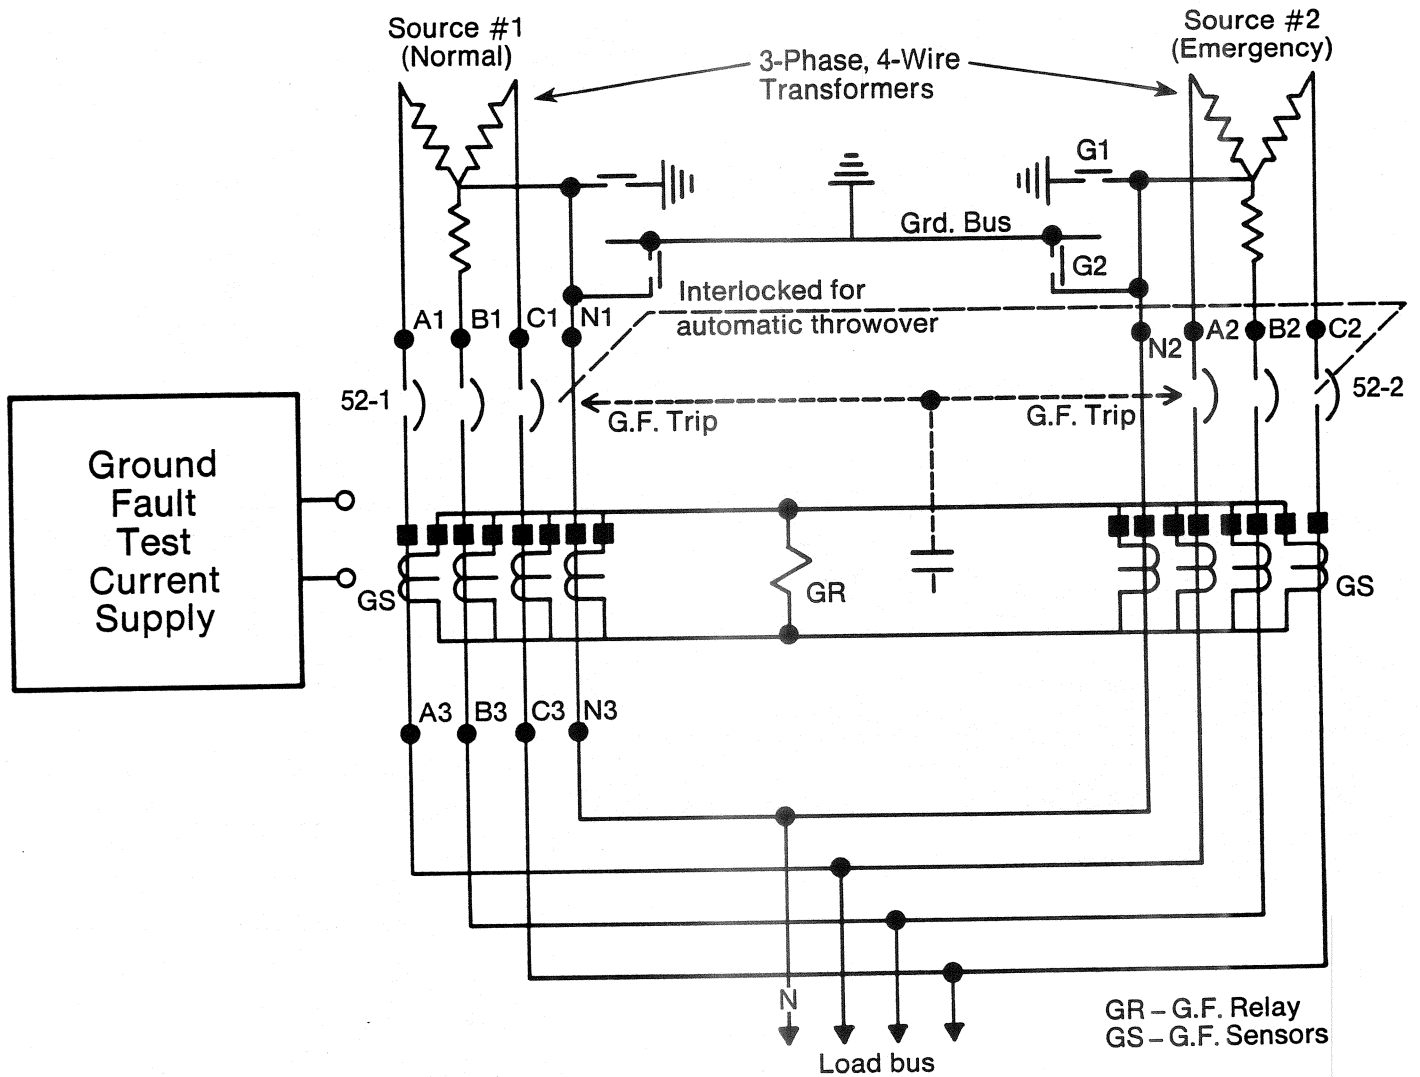 Source #1
(Normal)
Source #2
(Emergency)
3-Phase, 4-Wire
Transformers
G1
Grd. Bus
G2
Interlocked for
automatic throwover
A1
B1
C1
N1
N2
A2
B2
C2
52-1
52-2
G.F. Trip
G.F. Trip
Ground
Fault
Test
Current
Supply
GS
GR
GS
A3
B3
C3
N3
N
Load bus
GR – G.F. Relay
GS – G.F. Sensors